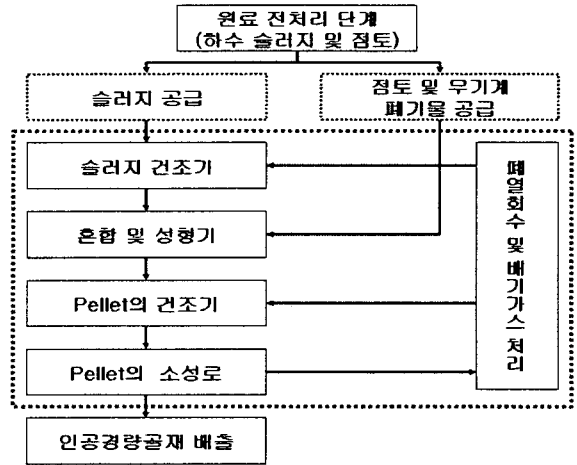 원료 전처리 단계
(하수 슬러지 및 점토)
슬러지 공급
점토 및 무기계
폐기물 공급
슬러지 건조기
혼합 및 성형기
Pellet의 건조기
Pellet의 소성로
폐열회수 및 배기가스 처리
인공경량골재 배출